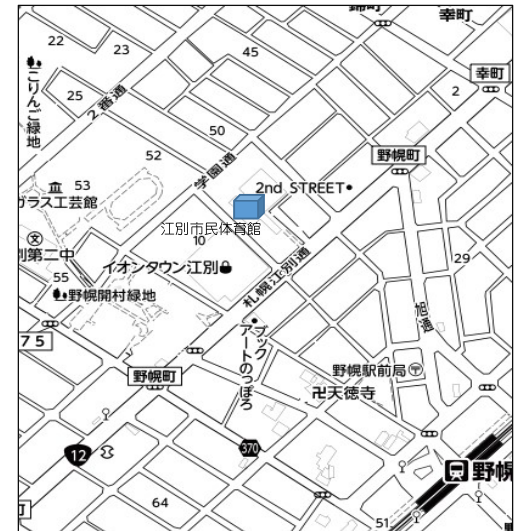 幸町
22
23
45
幸町
2
25
こりんご緑地
2番通
50
野幌町
52
学園通
53
ガラス工芸館
2nd STREET
江別市民体育館
10
別第二中
イオンタウン江別
札幌江別通
29
55
野幌開村緑地
旭通
75
ブック
アートのっぽろ
野幌町
野幌駅前局
天徳寺
12
370
野幌
64
51